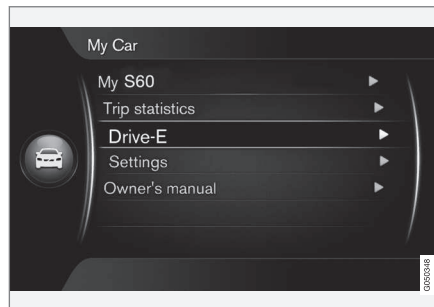 My Car
My S60
Trip statistics
Drive-E
Settings
Owner's manual
G050348